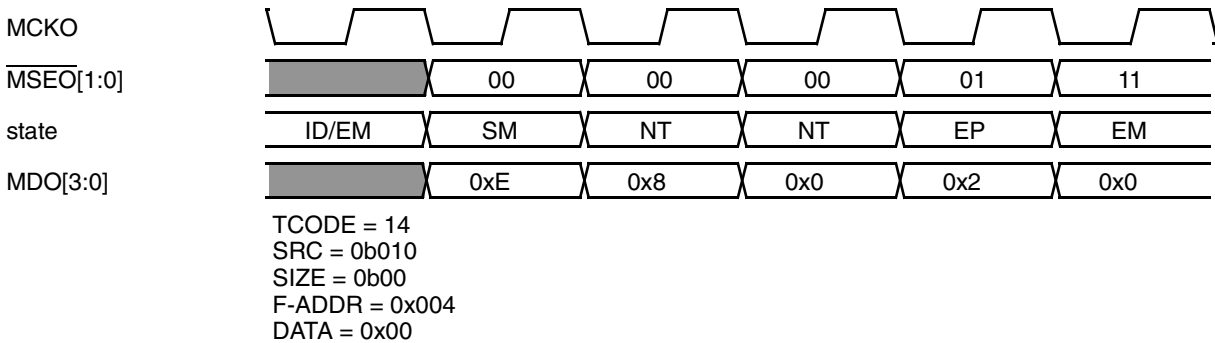 MCKO
MSEO[1:0] 00 00 00 01 11
state ID/EM SM NT NT EP EM
MDO[3:0] 0xE 0x8 0x0 0x2 0x0
TCODE = 14
SRC = 0b010
SIZE = 0b00
F-ADDR = 0x004
DATA = 0x00